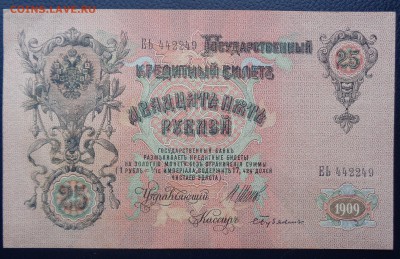 COINS.LAVE.RU
ЕЬ 442249 ГОСУДАРСТВЕННЫЙ
25
КРЕДИТНЫЙ БИЛЕТЪ
ДВАДЦАТЬ ПЯТЬ
РУБЛЕЙ
ГОСУДАРСТВЕННЫЙ БАНКЪ
РАЗМѢНИВАЕТЪ КРЕДИТНЫЕ БИЛЕТЫ
НА ЗОЛОТУЮ МОНЕТУ БЕЗЪ ОГРАНИЧЕНІЯ СУММЫ
(1 РУБЛЬ = 1/15 ИМПЕРІАЛА, СОДЕРЖИТЪ 17,424 ДОЛЕЙ
ЧИСТАГО ЗОЛОТА).
ЕЬ 442249
25
Управляющій
Кассиръ
1909